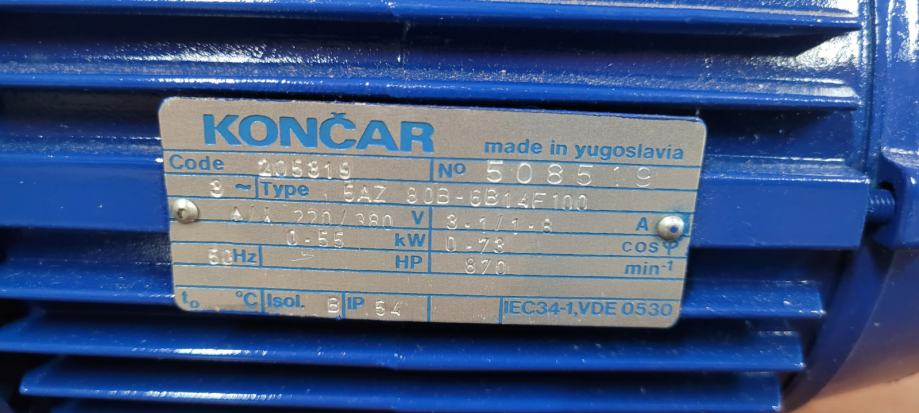 KONČAR
made in yugoslavia
Code 205319 Nº 508519
3 ~ Type 5AZ 80B-6B14F100
220/380 V 3-1/1-8 A
0-55 kW 0-73 cos φ
50Hz HP 870 min⁻¹
t₀ °C Isol. B IP 54 IEC34-1,VDE 0530